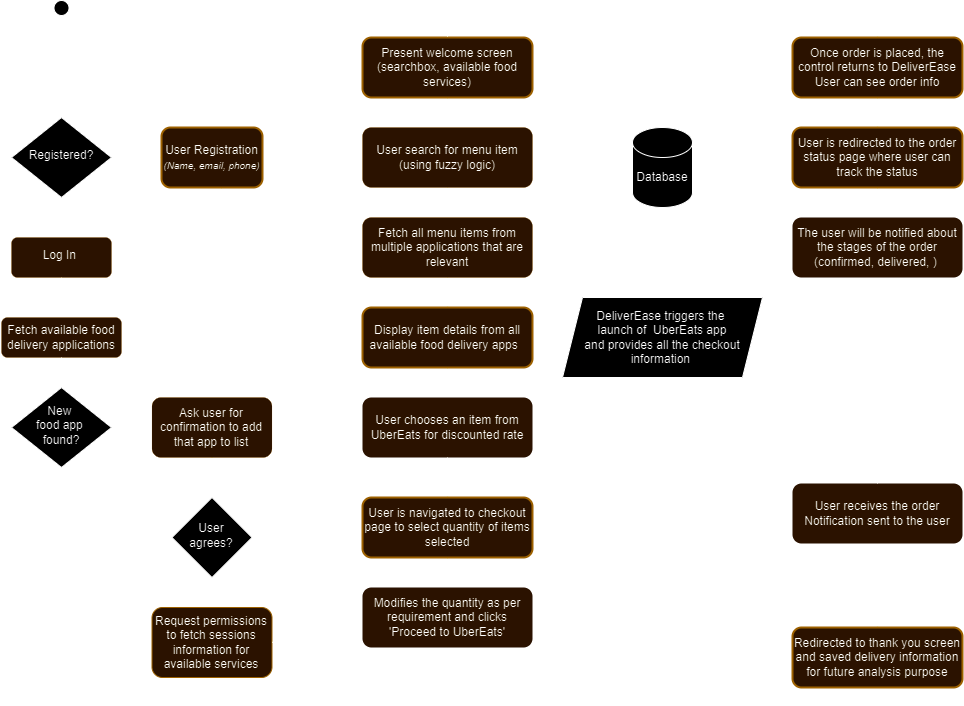 Registered?
Log In
Fetch available food
delivery applications
New
food app
found?
User Registration
(Name, email, phone)
Ask user for
confirmation to add
that app to list
User
agrees?
Request permissions
to fetch sessions
information for
available services
Present welcome screen
(searchbox, available food
services)
User search for menu item
(using fuzzy logic)
Fetch all menu items from
multiple applications that are
relevant
Display item details from all
available food delivery apps
User chooses an item from
UberEats for discounted rate
User is navigated to checkout
page to select quantity of items
selected
Modifies the quantity as per
requirement and clicks
'Proceed to UberEats'
Database
DeliverEase triggers the
launch of UberEats app
and provides all the checkout
information
Once order is placed, the
control returns to DeliverEase
User can see order info
User is redirected to the order
status page where user can
track the status
The user will be notified about
the stages of the order
(confirmed, delivered, )
User receives the order
Notification sent to the user
Redirected to thank you screen
and saved delivery information
for future analysis purpose